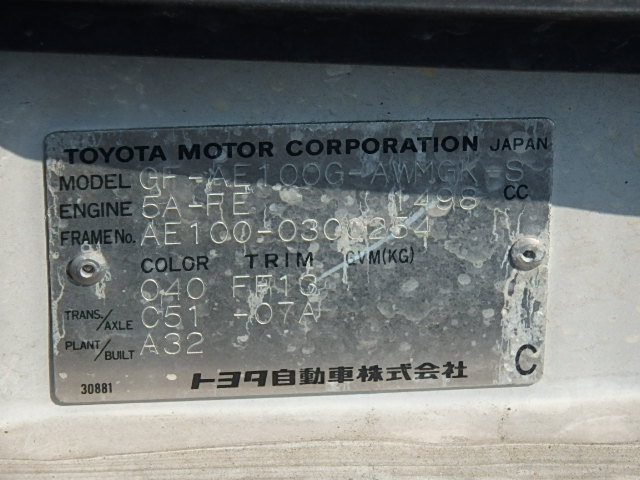 TOYOTA MOTOR CORPORATION JAPAN
MODEL GF-AE100G-AWMGK-S
ENGINE 5A-FE 1498 CC
FRAME No. AE100-0300254
COLOR TRIM GVM(KG)
040 FF13
TRANS./AXLE C51 -07A
PLANT/BUILT A32
30881 トヨタ自動車株式会社 C